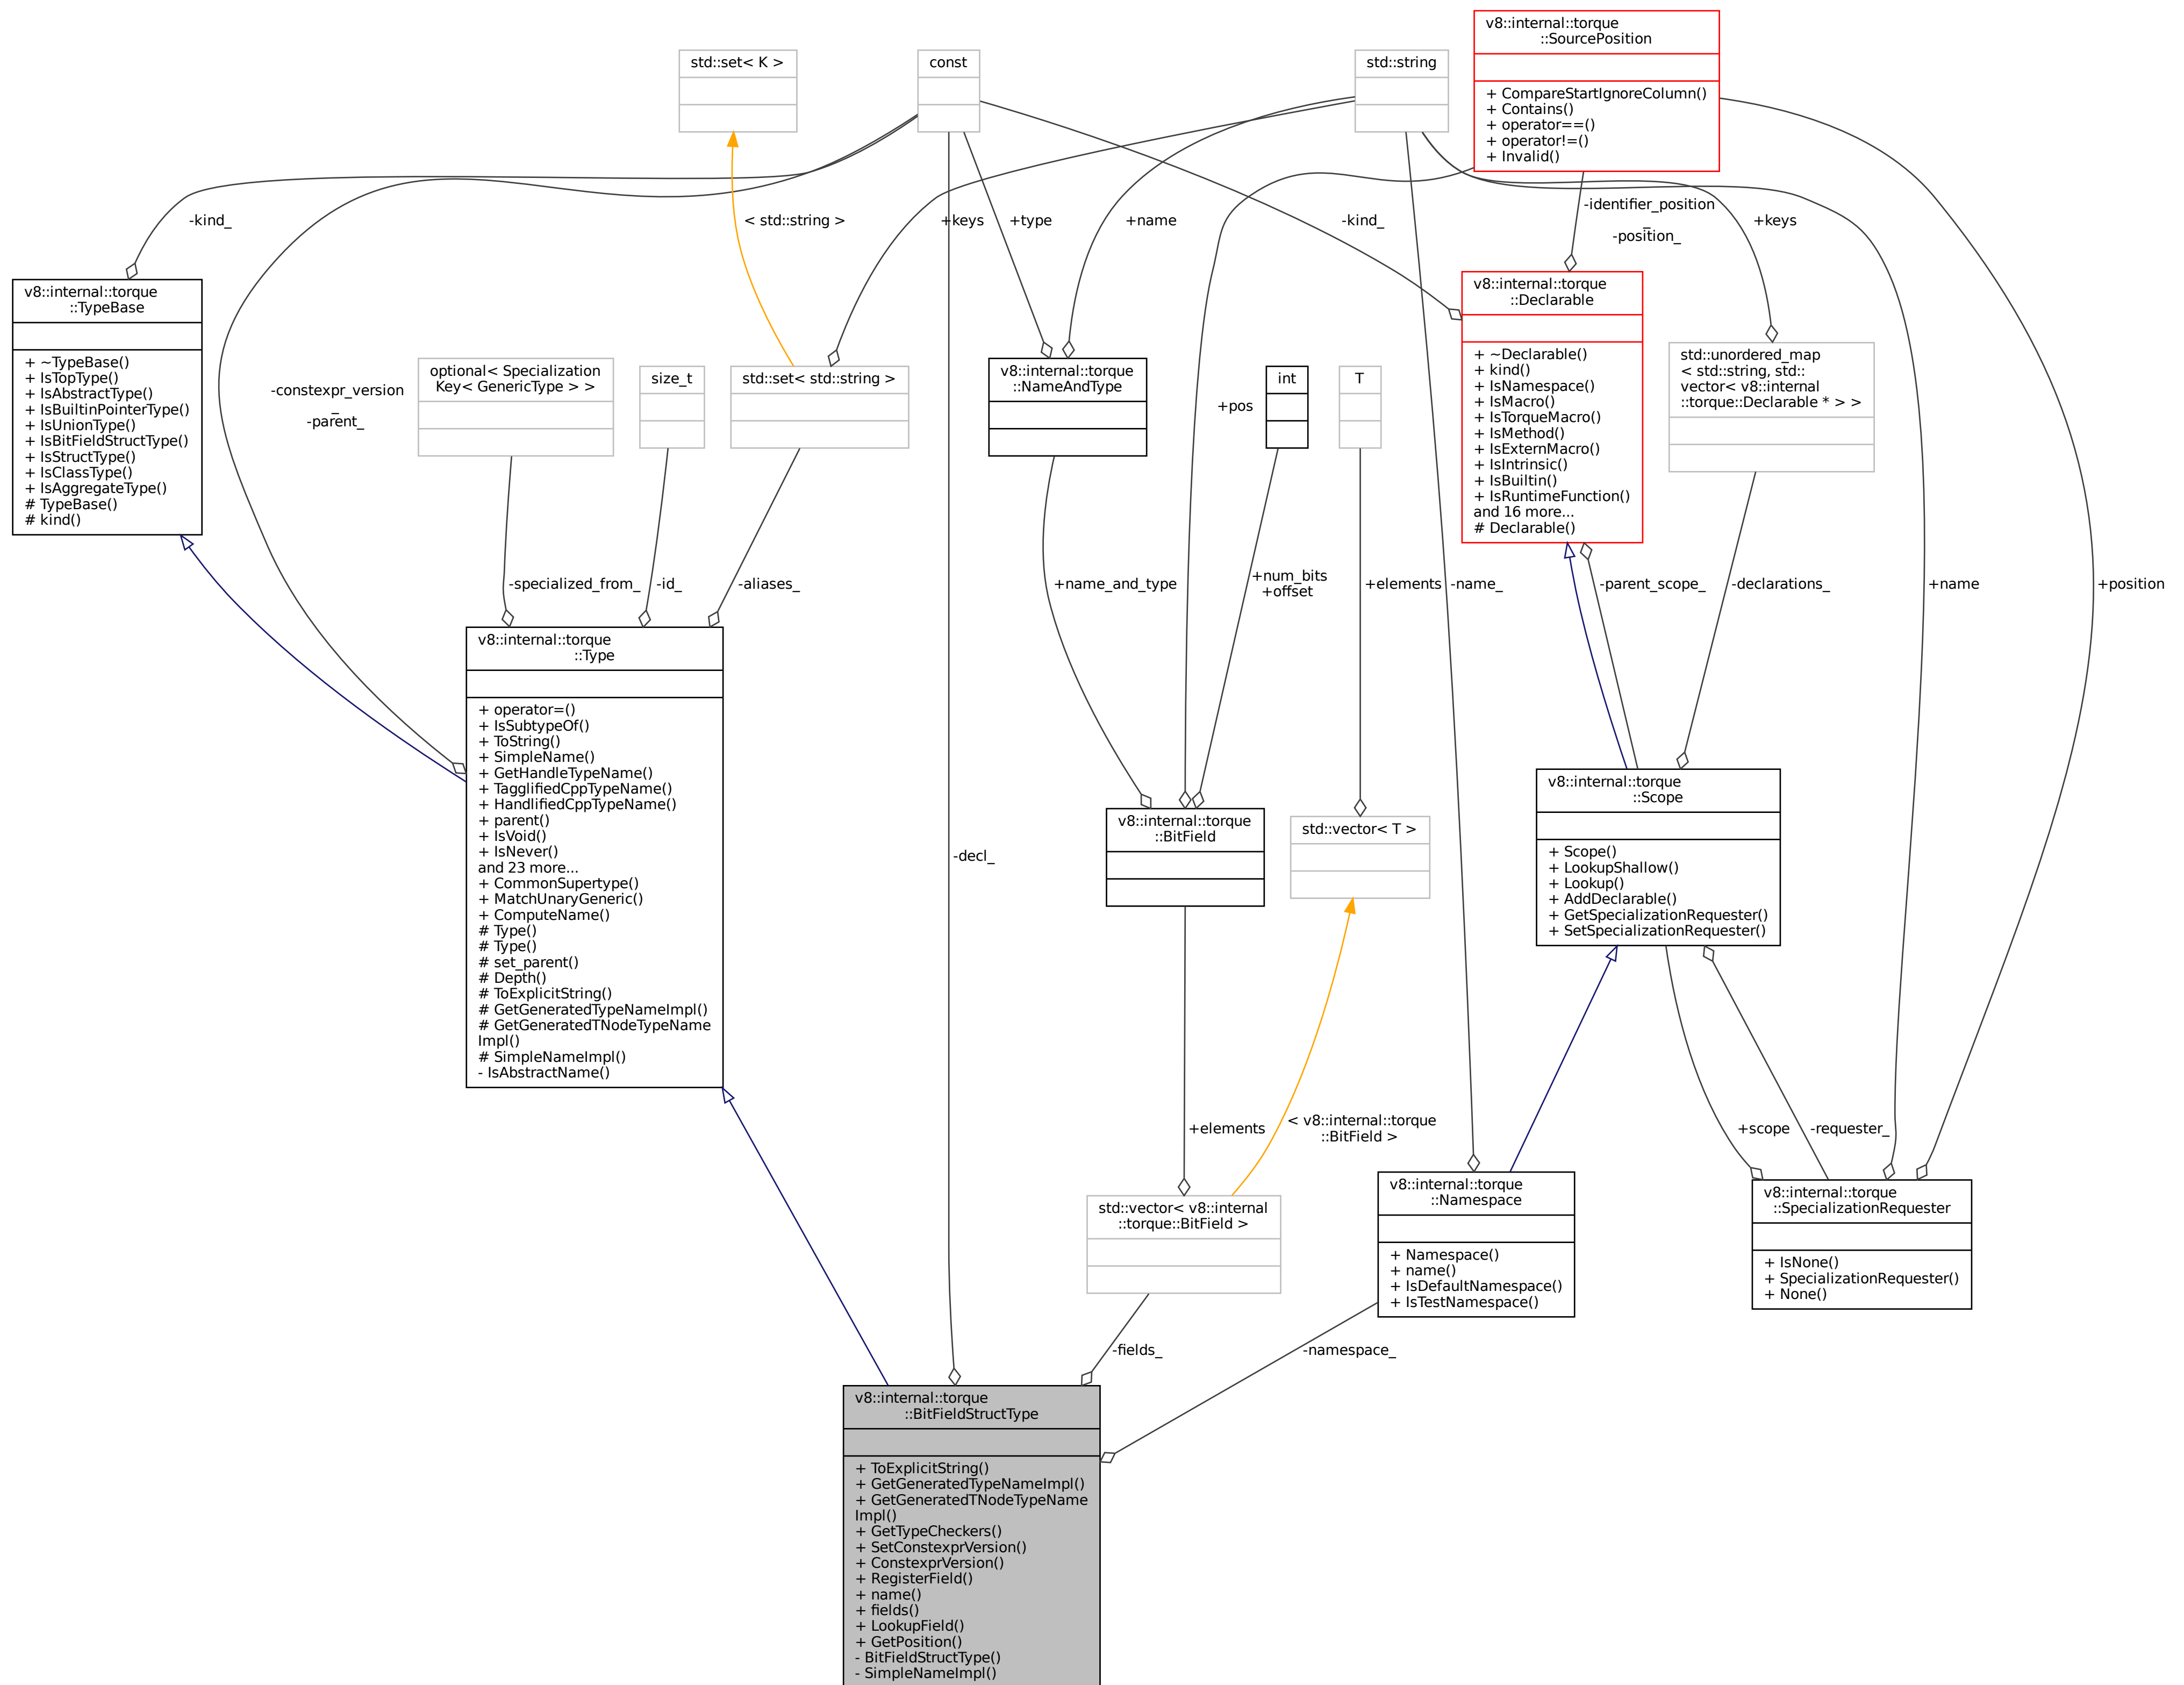 v8::internal::torque
::SourcePosition
+ CompareStartIgnoreColumn()
+ Contains()
+ operator==()
+ operator!=()
+ Invalid()
std::set< K >
const
std::string
-kind_
< std::string >
+keys
+type
+name
-kind_
-identifier_position
_
-position_
+keys
v8::internal::torque
::TypeBase
+ ~TypeBase()
+ IsTopType()
+ IsAbstractType()
+ IsBuiltinPointerType()
+ IsUnionType()
+ IsBitFieldStructType()
+ IsStructType()
+ IsClassType()
+ IsAggregateType()
# TypeBase()
# kind()
-constexpr_version
_
-parent_
optional< Specialization
Key< GenericType > >
size_t
std::set< std::string >
v8::internal::torque
::NameAndType
+pos
int
T
v8::internal::torque
::Declarable
+ ~Declarable()
+ kind()
+ IsNamespace()
+ IsMacro()
+ IsTorqueMacro()
+ IsMethod()
+ IsExternMacro()
+ IsIntrinsic()
+ IsBuiltin()
+ IsRuntimeFunction()
and 16 more...
# Declarable()
std::unordered_map
< std::string, std::
vector< v8::internal
::torque::Declarable * > >
-specialized_from_
-id_
-aliases_
+name_and_type
+num_bits
+offset
+elements
-name_
-parent_scope_
-declarations_
+name
+position
v8::internal::torque
::Type
+ operator=()
+ IsSubtypeOf()
+ ToString()
+ SimpleName()
+ GetHandleTypeName()
+ TagglifiedCppTypeName()
+ HandlifiedCppTypeName()
+ parent()
+ IsVoid()
+ IsNever()
and 23 more...
+ CommonSupertype()
+ MatchUnaryGeneric()
+ ComputeName()
# Type()
# Type()
# set_parent()
# Depth()
# ToExplicitString()
# GetGeneratedTypeNameImpl()
# GetGeneratedTNodeTypeName
Impl()
# SimpleNameImpl()
- IsAbstractName()
-decl_
v8::internal::torque
::BitField
std::vector< T >
v8::internal::torque
::Scope
+ Scope()
+ LookupShallow()
+ Lookup()
+ AddDeclarable()
+ GetSpecializationRequester()
+ SetSpecializationRequester()
+elements
< v8::internal::torque
::BitField >
+scope
-requester_
std::vector< v8::internal
::torque::BitField >
v8::internal::torque
::Namespace
+ Namespace()
+ name()
+ IsDefaultNamespace()
+ IsTestNamespace()
v8::internal::torque
::SpecializationRequester
+ IsNone()
+ SpecializationRequester()
+ None()
-fields_
-namespace_
v8::internal::torque
::BitFieldStructType
+ ToExplicitString()
+ GetGeneratedTypeNameImpl()
+ GetGeneratedTNodeTypeName
Impl()
+ GetTypeCheckers()
+ SetConstexprVersion()
+ ConstexprVersion()
+ RegisterField()
+ name()
+ fields()
+ LookupField()
+ GetPosition()
- BitFieldStructType()
- SimpleNameImpl()